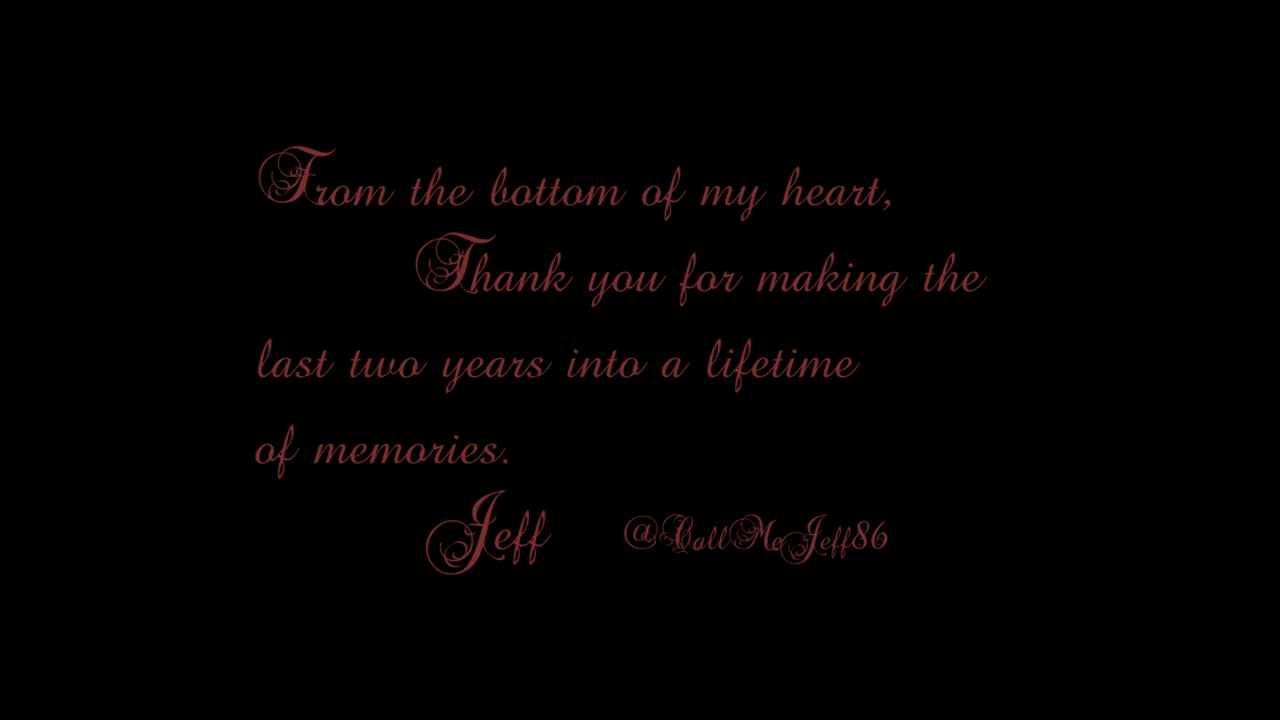 From the bottom of my heart,
Thank you for making the
last two years into a lifetime
of memories.
Jeff @CallMeJeff86